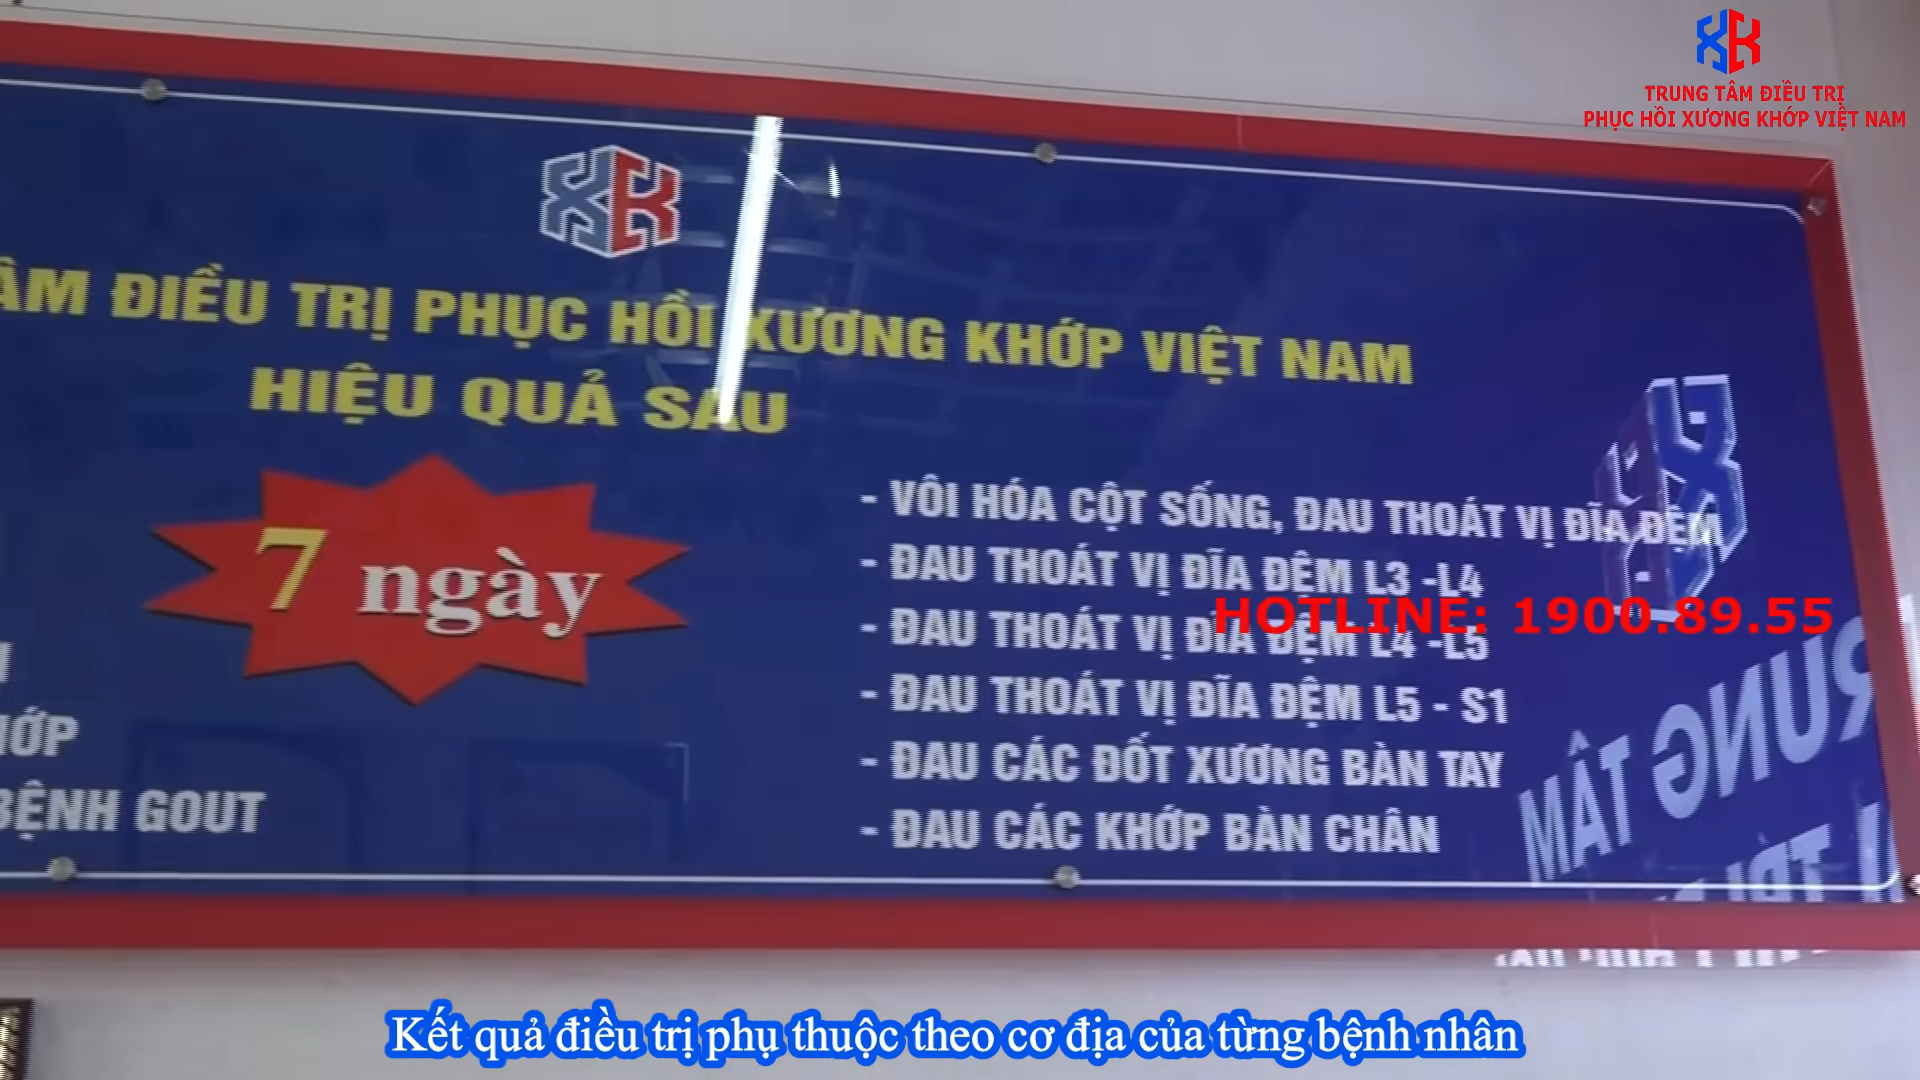 TRUNG TÂM ĐIỀU TRỊ
PHỤC HỒI XƯƠNG KHỚP VIỆT NAM
ÂM ĐIỀU TRỊ PHỤC HỒI XƯƠNG KHỚP VIỆT NAM
HIỆU QUẢ SAU
7 ngày
- VÔI HÓA CỘT SỐNG, ĐAU THOÁT VỊ ĐĨA ĐỆM
- ĐAU THOÁT VỊ ĐĨA ĐỆM L3 -L4
HOTLINE: 1900.89.55
- ĐAU THOÁT VỊ ĐĨA ĐỆM L4 -L5
- ĐAU THOÁT VỊ ĐĨA ĐỆM L5 - S1
- ĐAU CÁC ĐỐT XƯƠNG BÀN TAY
- ĐAU CÁC KHỚP BÀN CHÂN
HỚP
BỆNH GOUT
RUNG TÂM
Kết quả điều trị phụ thuộc theo cơ địa của từng bệnh nhân